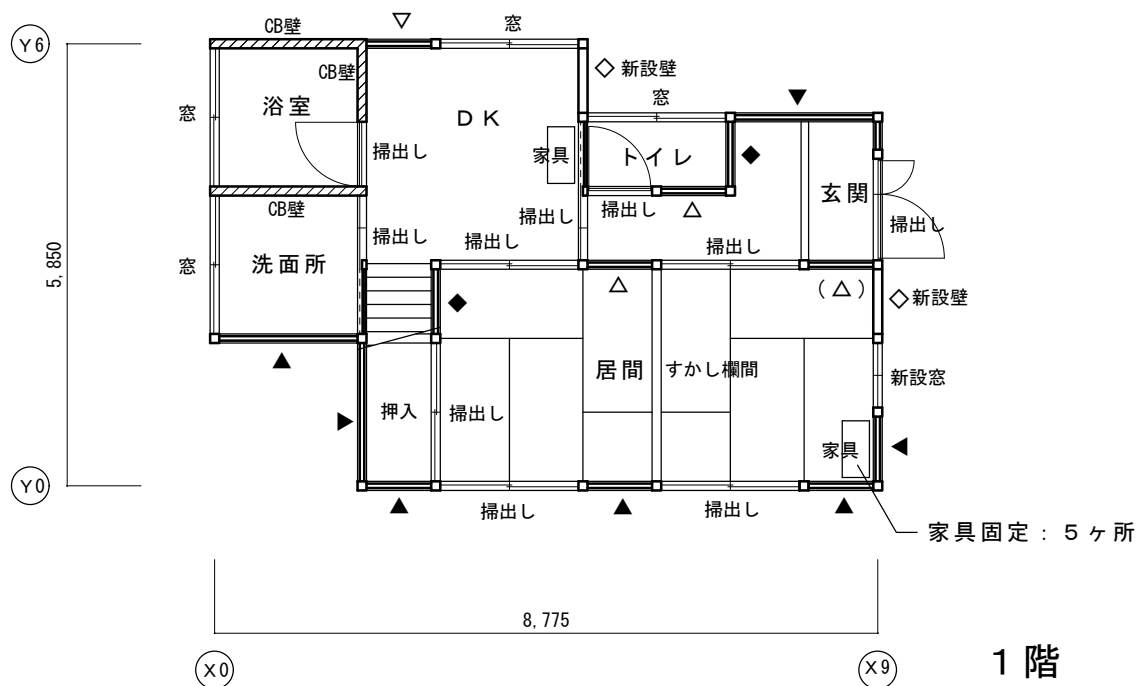 CB壁
▽
窓
Y6
CB壁
◇ 新設壁
浴室
DK
窓
▼
窓
掃出し
家具
トイレ
◆
玄関
CB壁
掃出し
掃出し
△
掃出し
掃出し
掃出し
掃出し
5,850
洗面所
窓
△
(△)
◇ 新設壁
◆
▲
居間
すかし欄間
新設窓
押入
掃出し
▶
家具
◀
Y0
▲
掃出し
▲
掃出し
▲
家具固定：５ヶ所
8,775
X0
X9
１階